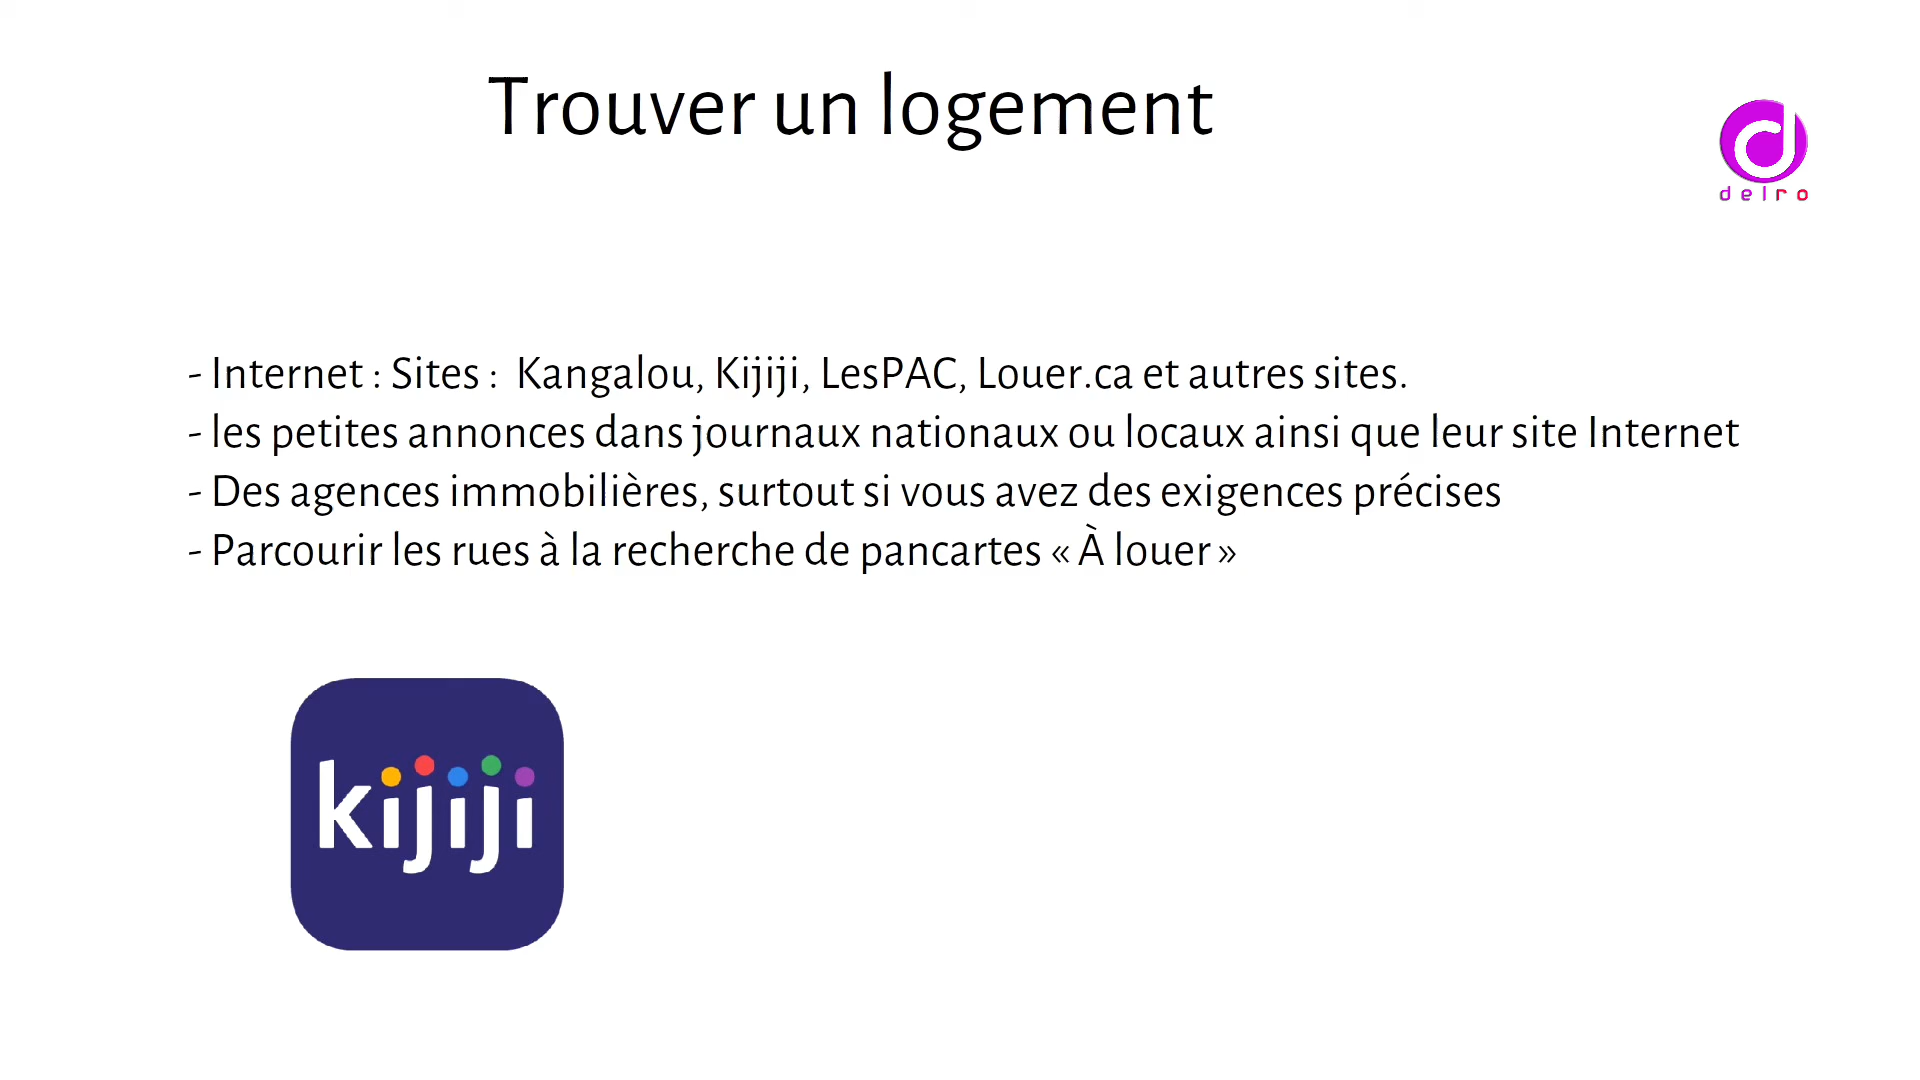 Trouver un logement
delro
- Internet : Sites :  Kangalou, Kijiji, LesPAC, Louer.ca et autres sites.
- les petites annonces dans journaux nationaux ou locaux ainsi que leur site Internet
- Des agences immobilières, surtout si vous avez des exigences précises
- Parcourir les rues à la recherche de pancartes « À louer »
kijiji